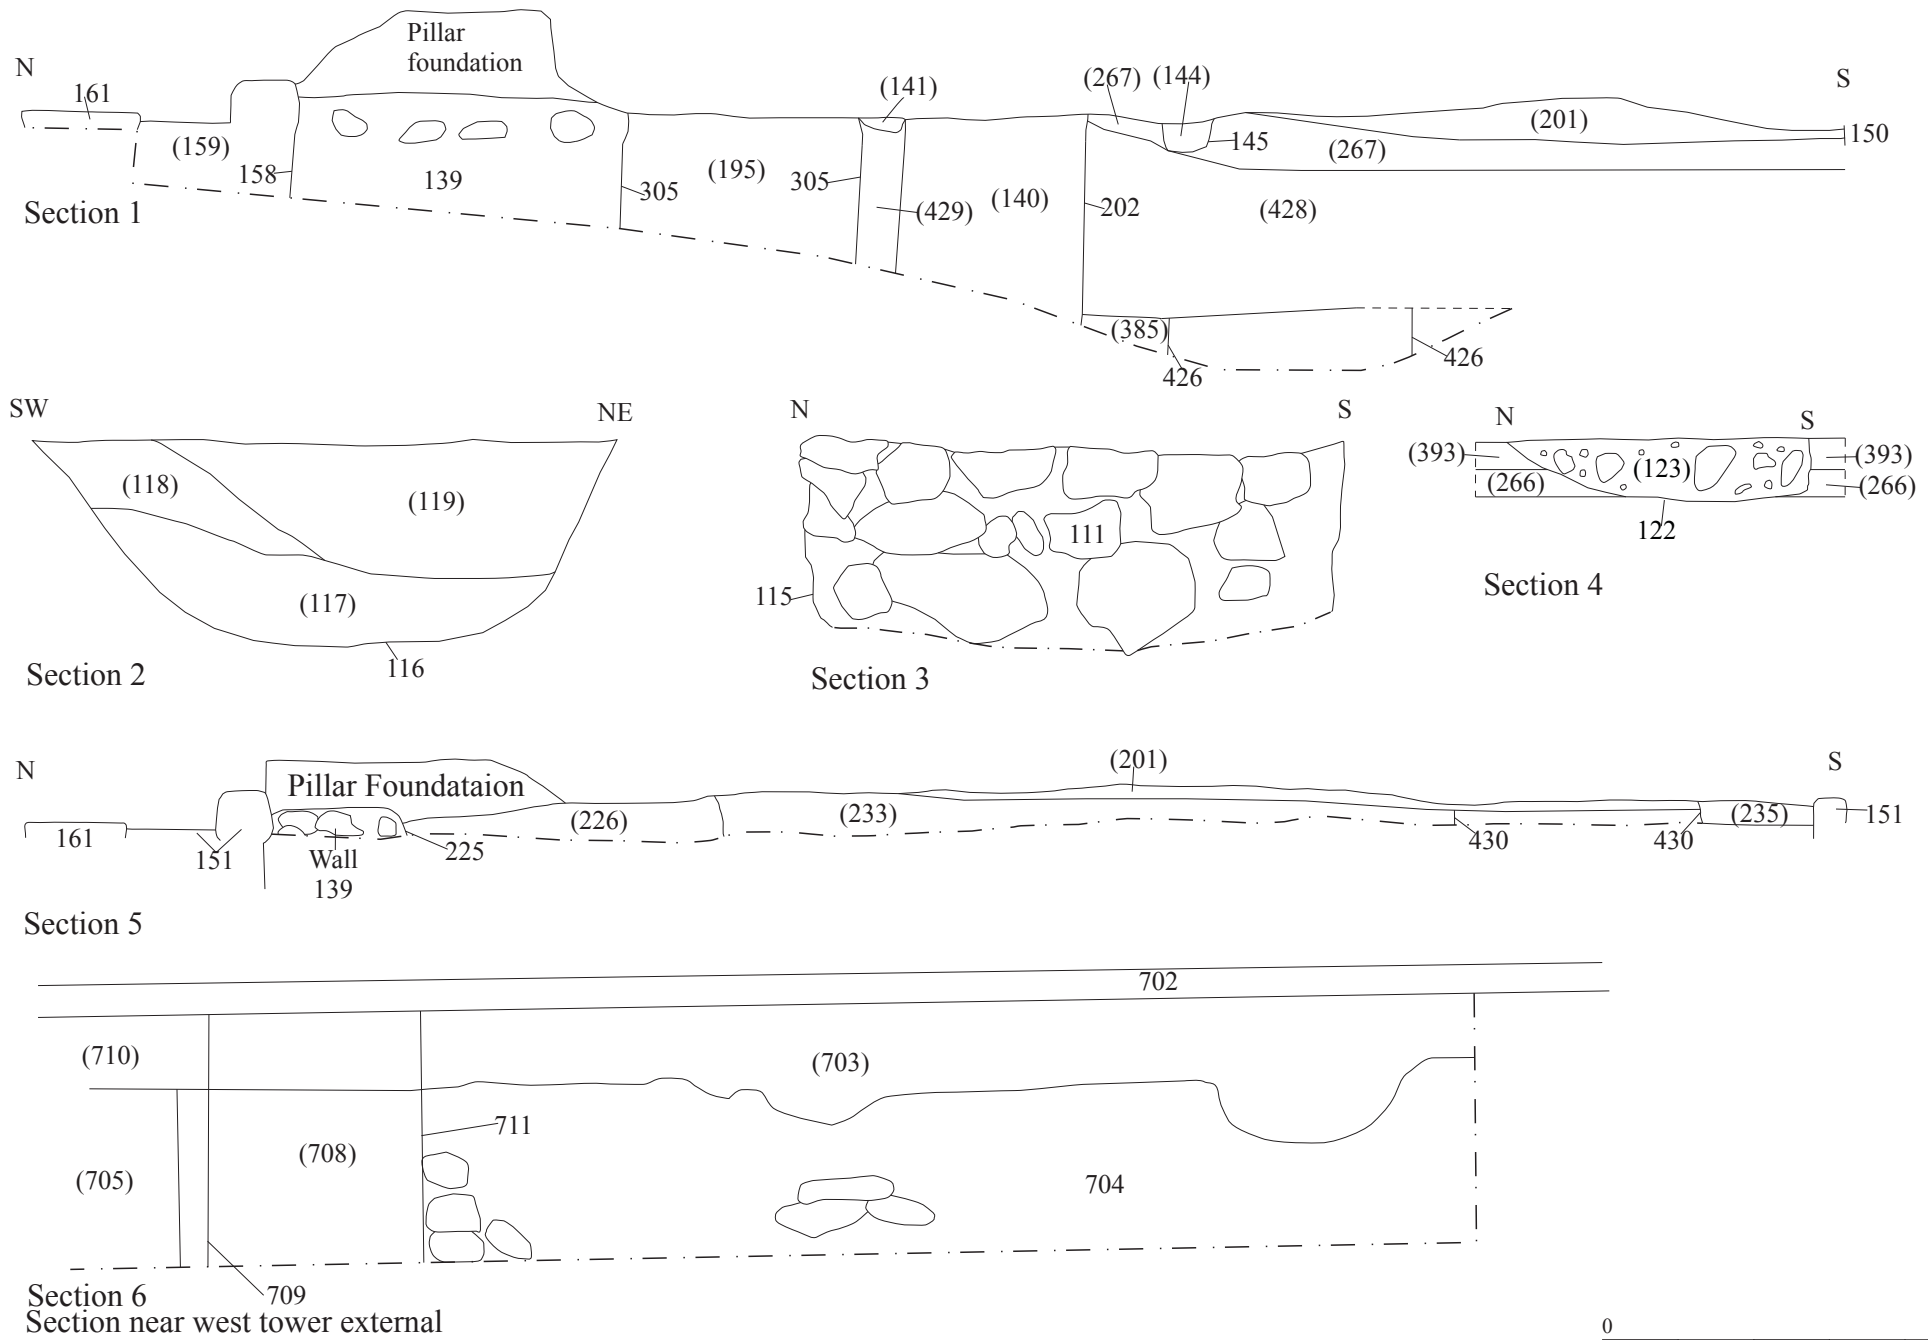 Pillar
foundation
N
161
(141)
(267)
(144)
S
(159)
158
139
305
(195)
305
(429)
(140)
202
145
(267)
(201)
150
(428)
Section 1
(385)
426
426
SW
NE
(118)
(119)
(117)
116
Section 2
N
S
111
115
Section 3
N
S
(393)
(123)
(393)
(266)
(266)
122
Section 4
N
Pillar Foundataion
(201)
S
161
151
Wall
139
225
(226)
(233)
430
430
(235)
151
Section 5
702
(710)
(703)
711
(708)
(705)
704
709
Section 6
Section near west tower external
0